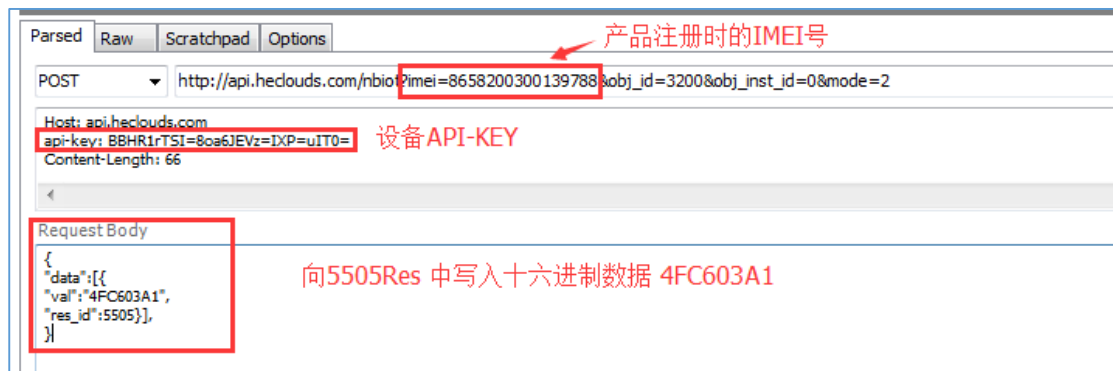 Parsed Raw Scratchpad Options
产品注册时的IMEI号
POST http://api.heclouds.com/nbiof?imei=8658200300139788&obj_id=3200&obj_inst_id=0&mode=2
Host: api.heclouds.com
api-key: BBHR1rTSI=8oa6JEVz=IXP=uIT0=
设备API-KEY
Content-Length: 66
Request Body
{
"data":[{
"val":"4FC603A1",
"res_id":5505}],
}
向5505Res 中写入十六进制数据 4FC603A1